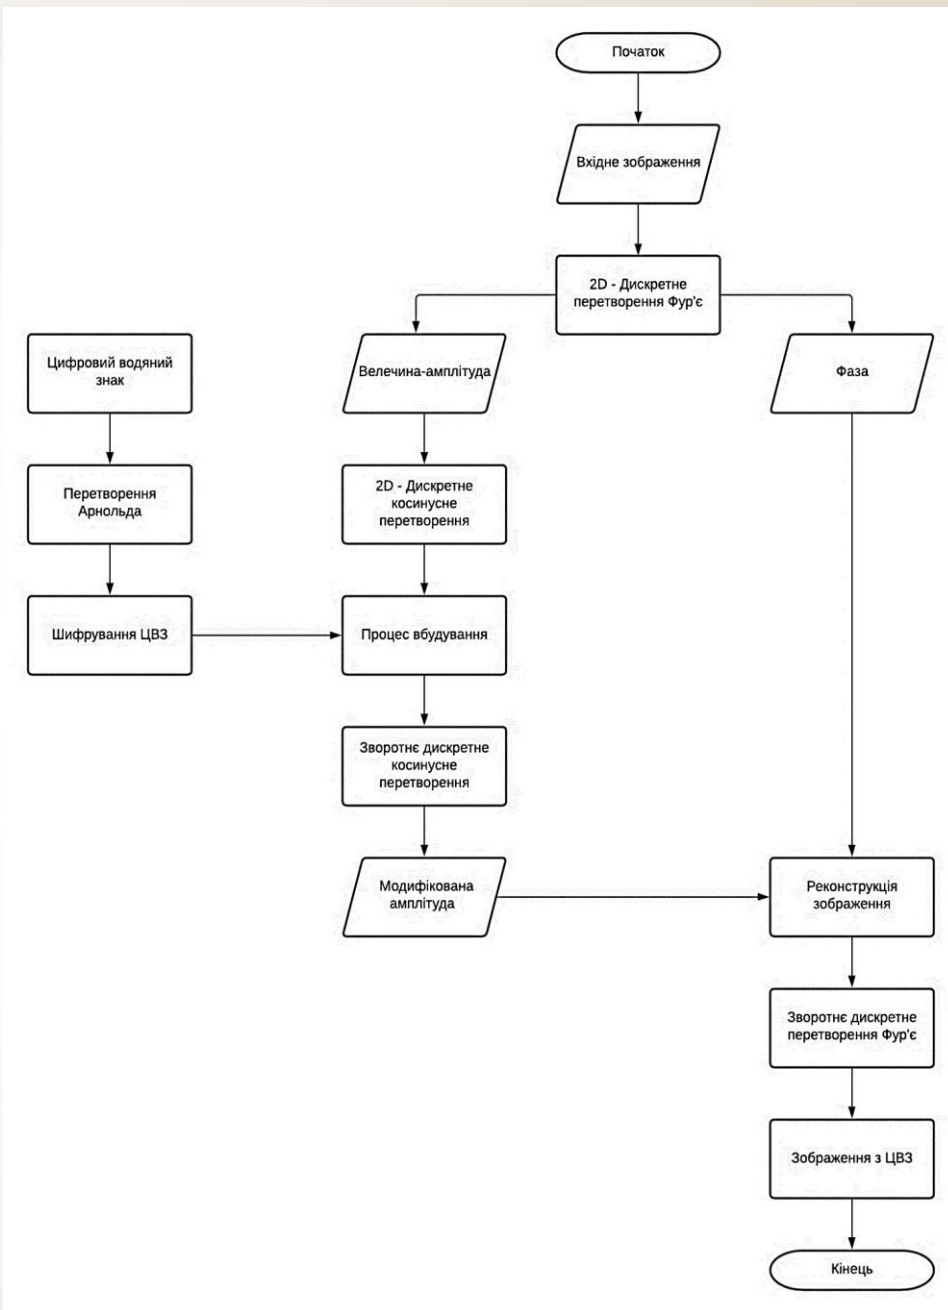 Початок
Вхідне зображення
2D - Дискретне
перетворення Фур'є
Цифровий водяний
знак
Велечина-амплітуда
Фаза
Перетворення
Арнольда
2D - Дискретне
косинусне
перетворення
Шифрування ЦВЗ
Процес вбудування
Зворотнє дискретне
косинусне
перетворення
Модифікована
амплітуда
Реконструкція
зображення
Зворотнє дискретне
перетворення Фур'є
Зображення з ЦВЗ
Кінець